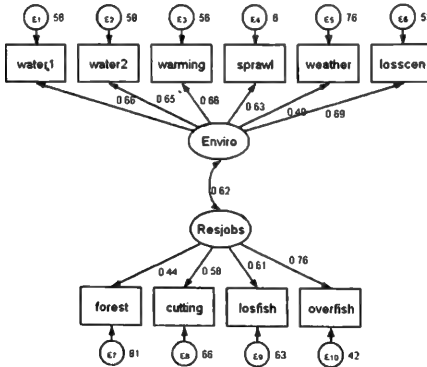 ε1 56 ε2 58 ε3 56 ε4 6 ε5 76 ε6 5
water1 water2 warming sprawl weather losscen
0.66 0.65 0.66 0.63 0.49 0.69
Enviro
0.62
Resjobs
0.44 0.58 0.61 0.76
forest cutting losfish overfish
ε7 81 ε8 66 ε9 63 ε10 42